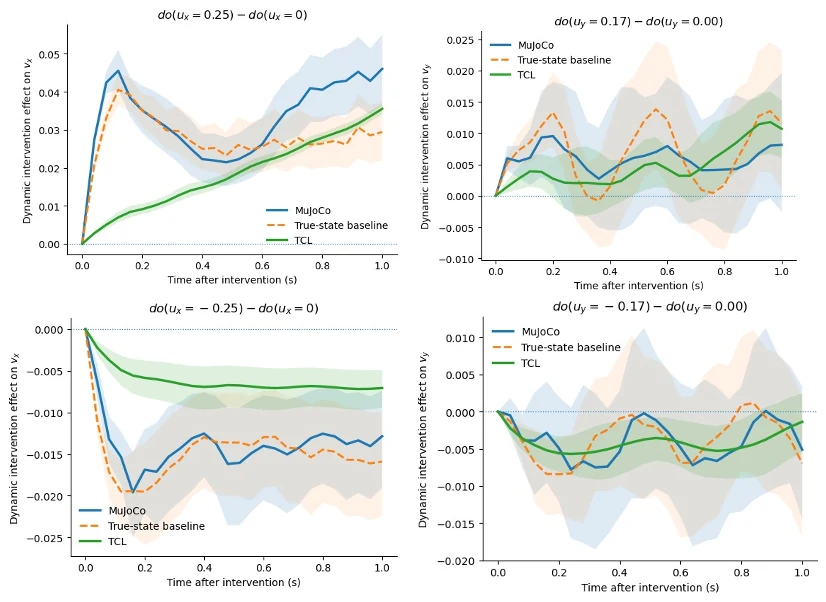 do(uₓ = 0.25) − do(uₓ = 0)
Dynamic intervention effect on vₓ
0.05
0.04
0.03
0.02
0.01
0.00
MuJoCo
True-state baseline
TCL
0.0 0.2 0.4 0.6 0.8 1.0
Time after intervention (s)
do(u_y = 0.17) − do(u_y = 0.00)
Dynamic intervention effect on v_y
0.025
0.020
0.015
0.010
0.005
0.000
−0.005
−0.010
MuJoCo
True-state baseline
TCL
0.0 0.2 0.4 0.6 0.8 1.0
Time after intervention (s)
do(uₓ = −0.25) − do(uₓ = 0)
Dynamic intervention effect on vₓ
0.000
−0.005
−0.010
−0.015
−0.020
−0.025
MuJoCo
True-state baseline
TCL
0.0 0.2 0.4 0.6 0.8 1.0
Time after intervention (s)
do(u_y = −0.17) − do(u_y = 0.00)
Dynamic intervention effect on v_y
0.010
0.005
0.000
−0.005
−0.010
−0.015
−0.020
MuJoCo
True-state baseline
TCL
0.0 0.2 0.4 0.6 0.8 1.0
Time after intervention (s)